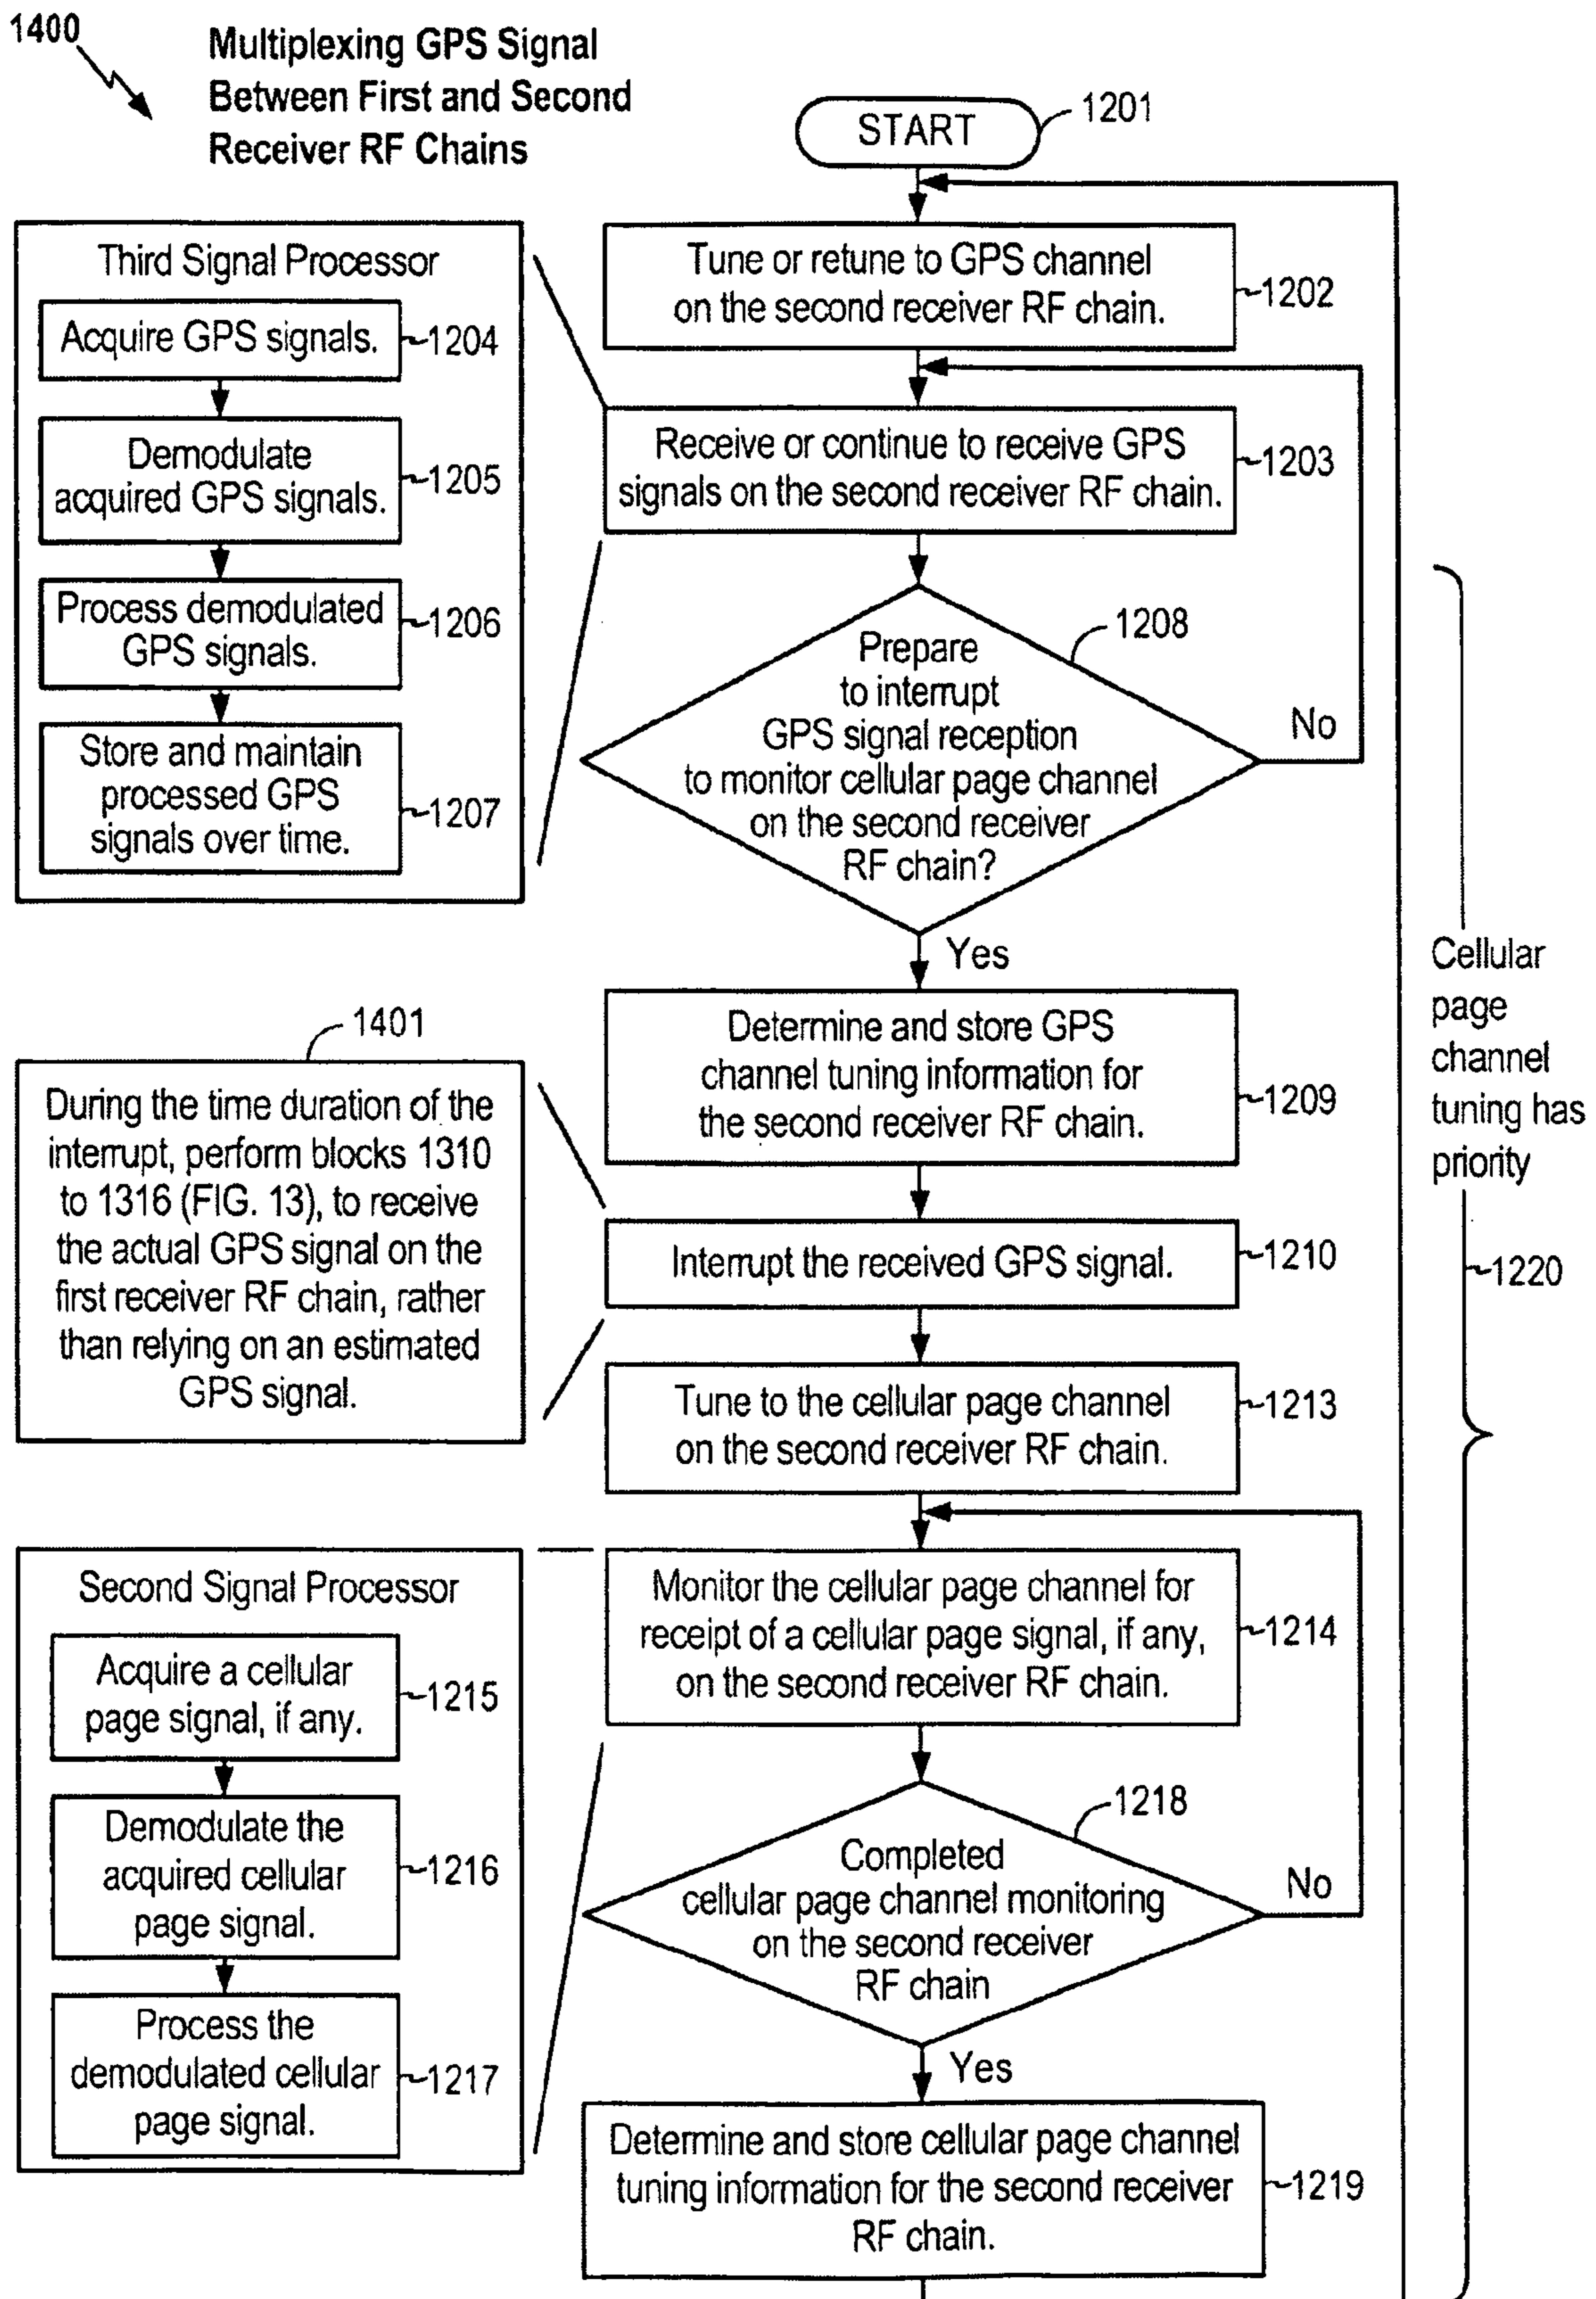 1400
Multiplexing GPS Signal
Between First and Second
Receiver RF Chains
START
1201
Tune or retune to GPS channel
on the second receiver RF chain.
1202
Third Signal Processor
Acquire GPS signals.
1204
Demodulate
acquired GPS signals.
1205
Process demodulated
GPS signals.
1206
Store and maintain
processed GPS
signals over time.
1207
Receive or continue to receive GPS
signals on the second receiver RF chain.
1203
Prepare
to interrupt
GPS signal reception
to monitor cellular page channel
on the second receiver
RF chain?
1208
No
Yes
Determine and store GPS
channel tuning information for
the second receiver RF chain.
1209
1401
During the time duration of the
interrupt, perform blocks 1310
to 1316 (FIG. 13), to receive
the actual GPS signal on the
first receiver RF chain, rather
than relying on an estimated
GPS signal.
Interrupt the received GPS signal.
1210
Tune to the cellular page channel
on the second receiver RF chain.
1213
Cellular
page
channel
tuning has
priority
1220
Second Signal Processor
Acquire a cellular
page signal, if any.
1215
Demodulate the
acquired cellular
page signal.
1216
Process the
demodulated cellular
page signal.
1217
Monitor the cellular page channel for
receipt of a cellular page signal, if any,
on the second receiver RF chain.
1214
Completed
cellular page channel monitoring
on the second receiver
RF chain
1218
No
Yes
Determine and store cellular page channel
tuning information for the second receiver
RF chain.
1219